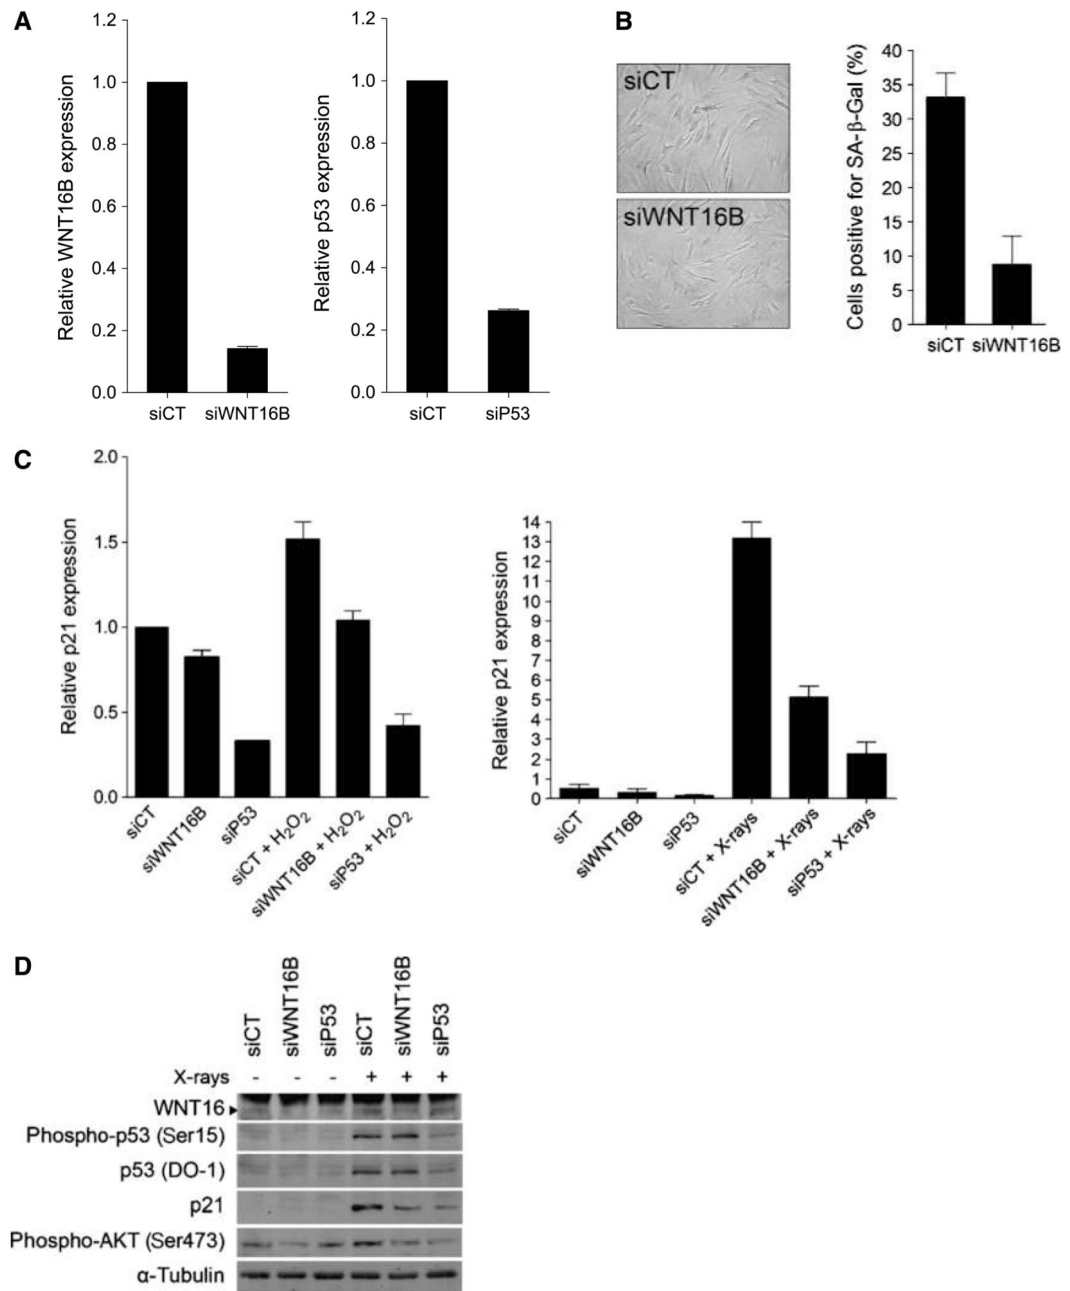 A
Relative WNT16B expression
1.2
1.0
0.8
0.6
0.4
0.2
0.0
siCT
siWNT16B
Relative p53 expression
1.2
1.0
0.8
0.6
0.4
0.2
0.0
siCT
siP53
B
siCT
siWNT16B
Cells positive for SA-β-Gal (%)
40
35
30
25
20
15
10
5
0
siCT
siWNT16B
C
Relative p21 expression
2.0
1.5
1.0
0.5
0.0
siCT
siWNT16B
siP53
siCT + H₂O₂
siWNT16B + H₂O₂
siP53 + H₂O₂
Relative p21 expression
14
13
12
11
10
9
8
7
6
5
4
3
2
1
0
siCT
siWNT16B
siP53
siCT + X-rays
siWNT16B + X-rays
siP53 + X-rays
D
siCT
siWNT16B
siP53
siCT
siWNT16B
siP53
X-rays - - - + + +
WNT16
Phospho-p53 (Ser15)
p53 (DO-1)
p21
Phospho-AKT (Ser473)
α-Tubulin